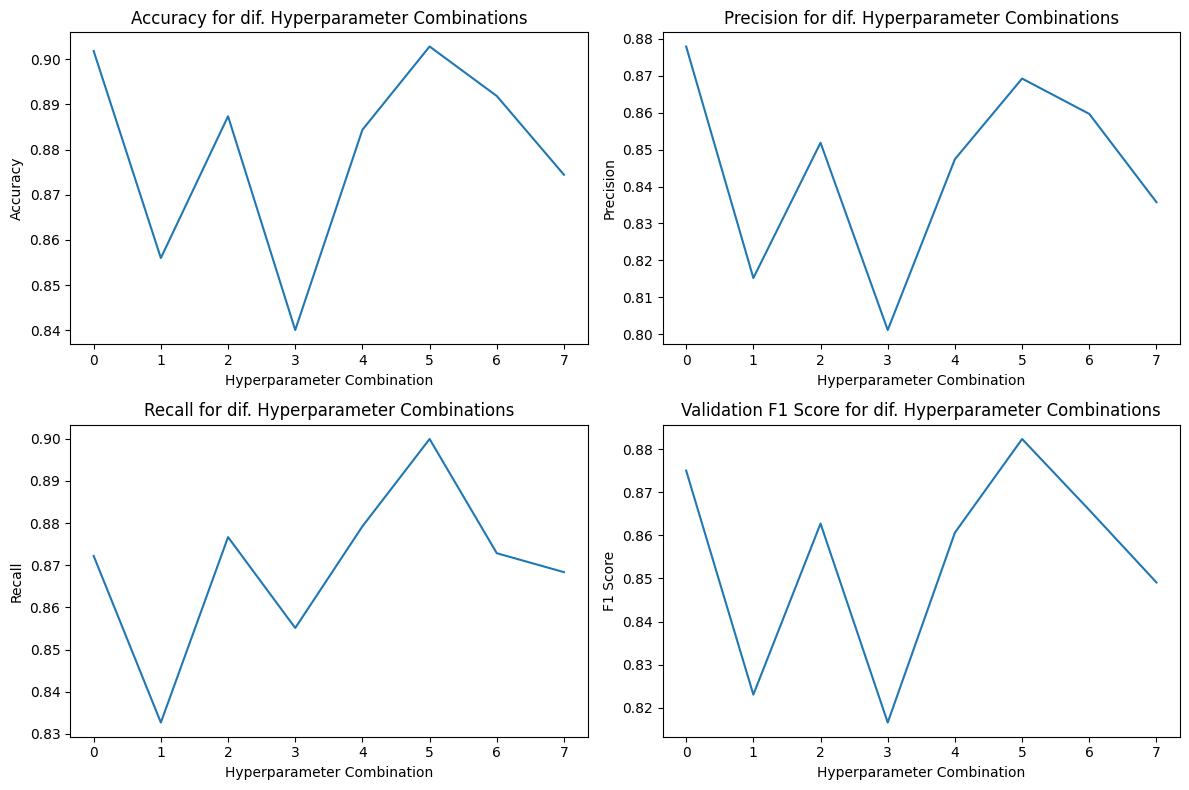 Accuracy for dif. Hyperparameter Combinations
0.90
0.89
0.88
0.87
0.86
0.85
0.84
Accuracy
0 1 2 3 4 5 6 7
Hyperparameter Combination
Precision for dif. Hyperparameter Combinations
0.88
0.87
0.86
0.85
0.84
0.83
0.82
0.81
0.80
Precision
0 1 2 3 4 5 6 7
Hyperparameter Combination
Recall for dif. Hyperparameter Combinations
0.90
0.89
0.88
0.87
0.86
0.85
0.84
0.83
Recall
0 1 2 3 4 5 6 7
Hyperparameter Combination
Validation F1 Score for dif. Hyperparameter Combinations
0.88
0.87
0.86
0.85
0.84
0.83
0.82
F1 Score
0 1 2 3 4 5 6 7
Hyperparameter Combination